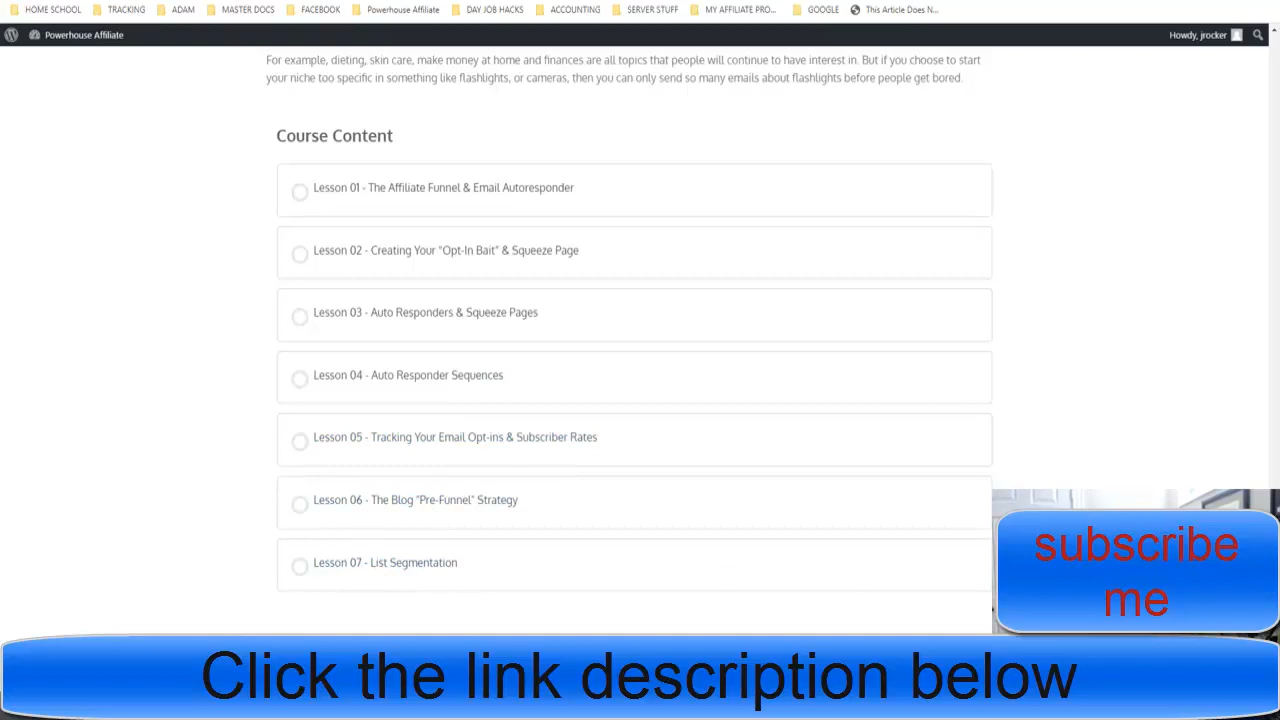 HOME SCHOOL TRACKING ADAM MASTER DOCS FACEBOOK Powerhouse Affiliate DAY JOB HACKS ACCOUNTING SERVER STUFF MY AFFILIATE PRO... GOOGLE This Article Does N...
Powerhouse Affiliate Howdy, jrocker
For example, dieting, skin care, make money at home and finances are all topics that people will continue to have interest in. But if you choose to start
your niche too specific in something like flashlights, or cameras, then you can only send so many emails about flashlights before people get bored.
Course Content
Lesson 01 - The Affiliate Funnel & Email Autoresponder
Lesson 02 - Creating Your "Opt-In Bait" & Squeeze Page
Lesson 03 - Auto Responders & Squeeze Pages
Lesson 04 - Auto Responder Sequences
Lesson 05 - Tracking Your Email Opt-ins & Subscriber Rates
Lesson 06 - The Blog "Pre-Funnel" Strategy
Lesson 07 - List Segmentation
subscribe
me
Click the link description below